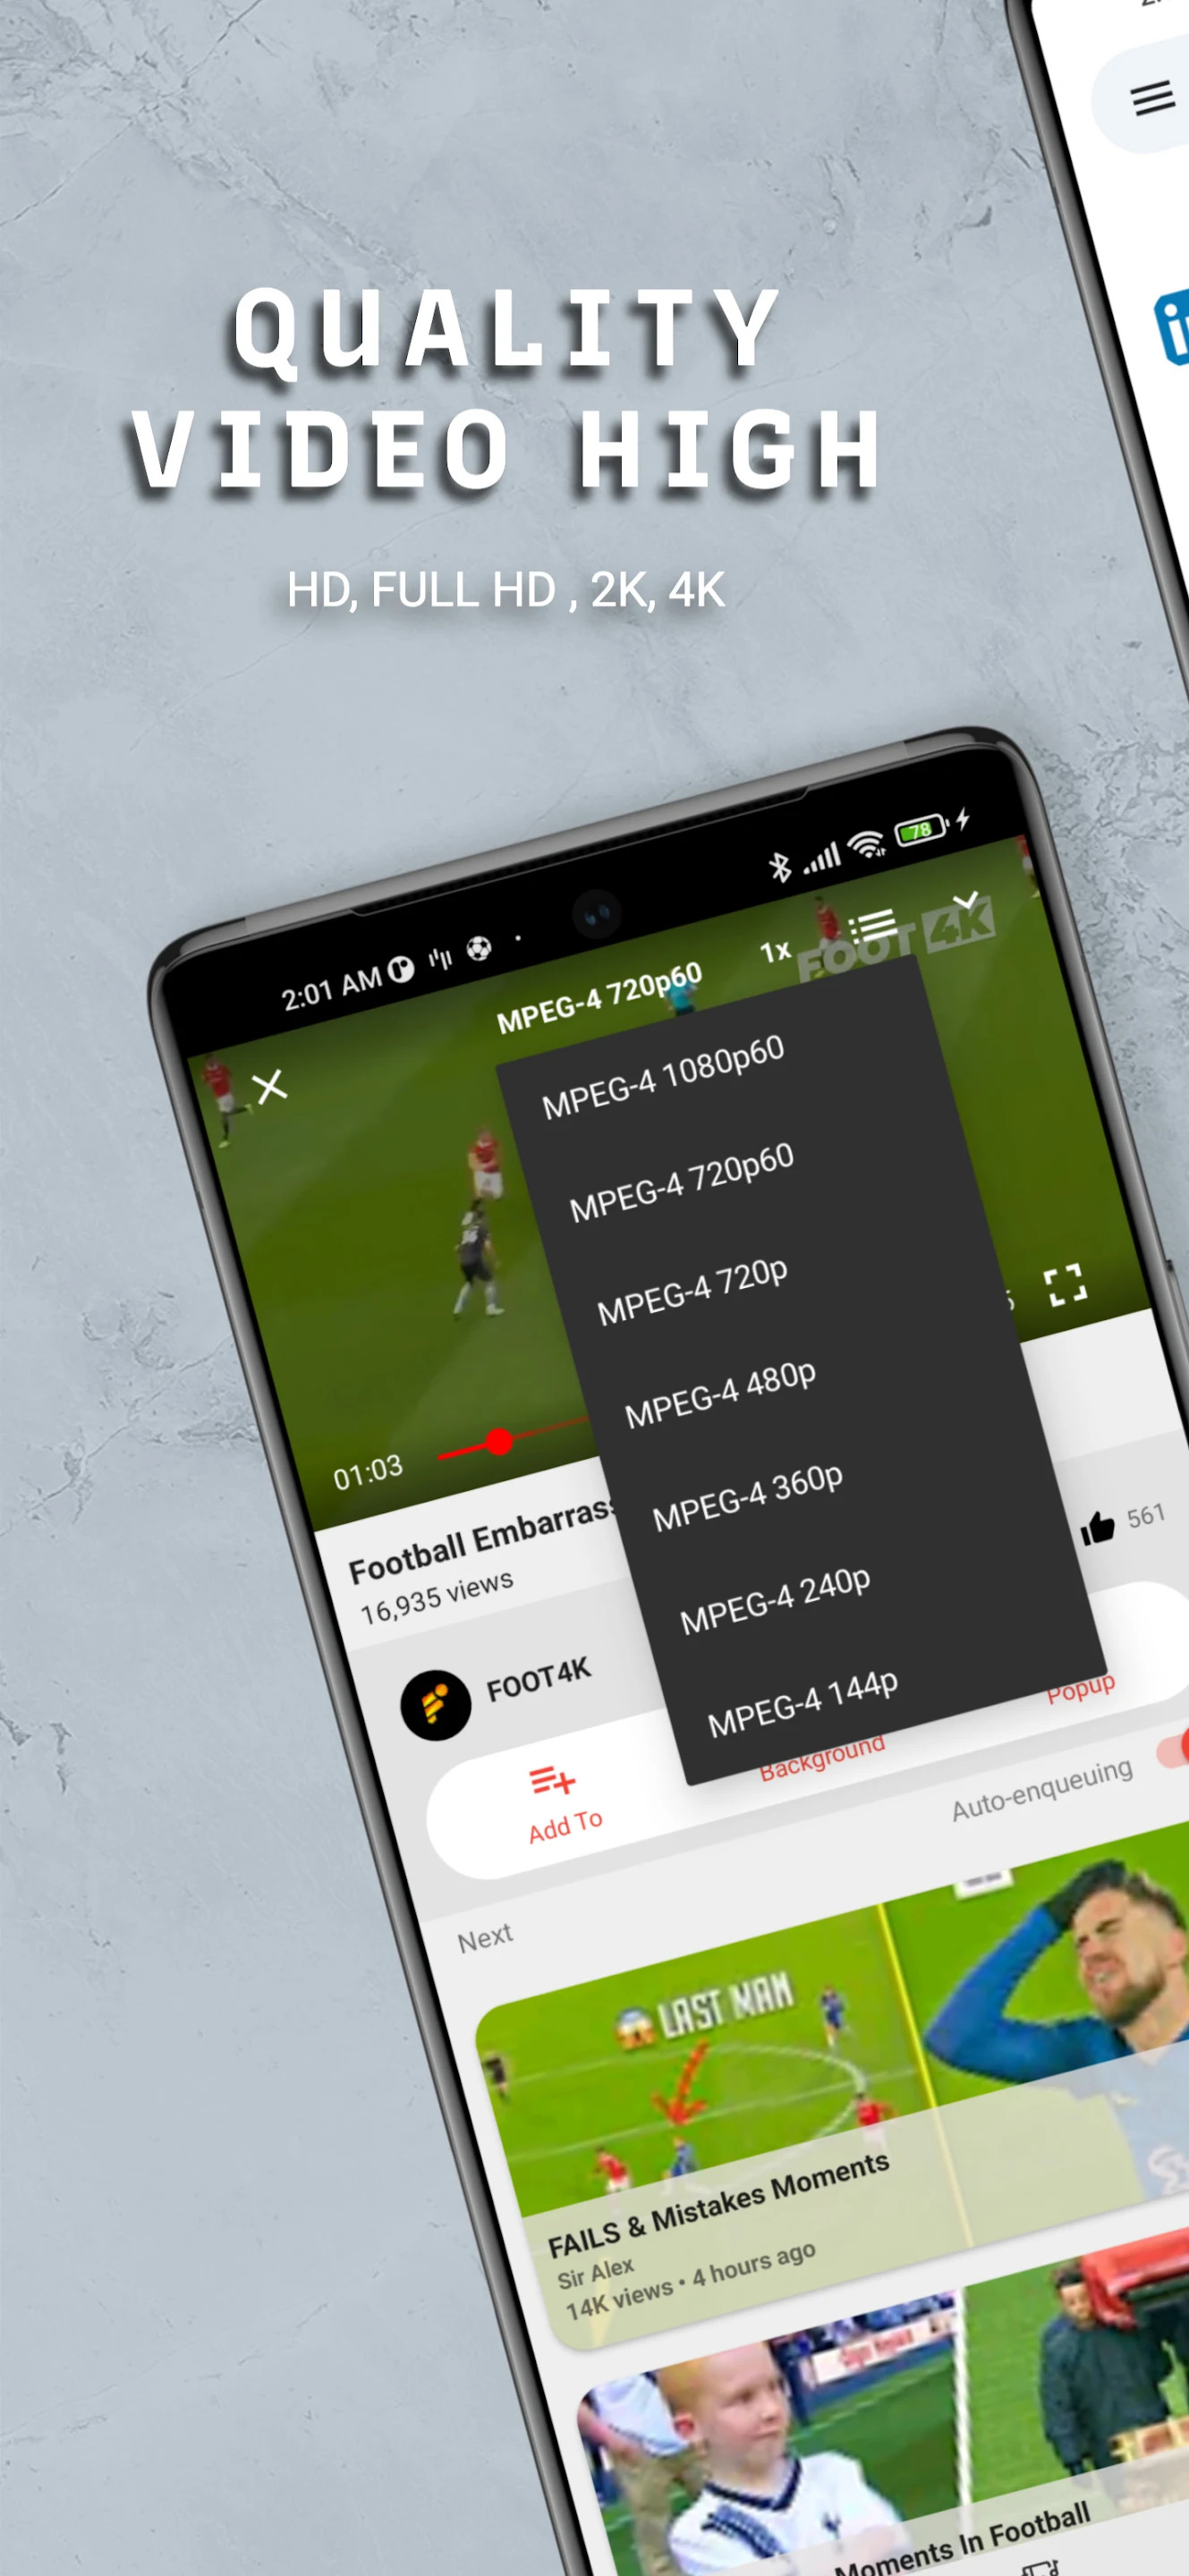 QUALITY
VIDEO HIGH
HD, FULL HD , 2K, 4K
2:01 AM
78
MPEG-4 720p60
1x
FOOT 4K
MPEG-4 1080p60
MPEG-4 720p60
MPEG-4 720p
MPEG-4 480p
MPEG-4 360p
MPEG-4 240p
MPEG-4 144p
01:03
Football
16,935 views
561
FOOT4K
Add To
Background
Popup
Auto-enqueuing
Next
LAST MAN
FAILS & Mistakes Moments
Sir Alex
14K views • 4 hours ago
Moments In Football